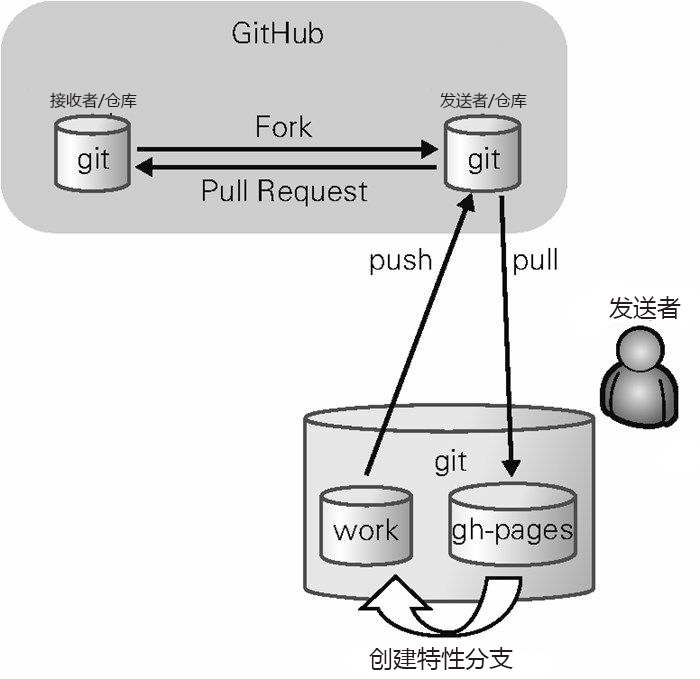 GitHub
接收者/仓库
发送者/仓库
git
Fork
git
Pull Request
push
pull
发送者
git
work
gh-pages
创建特性分支